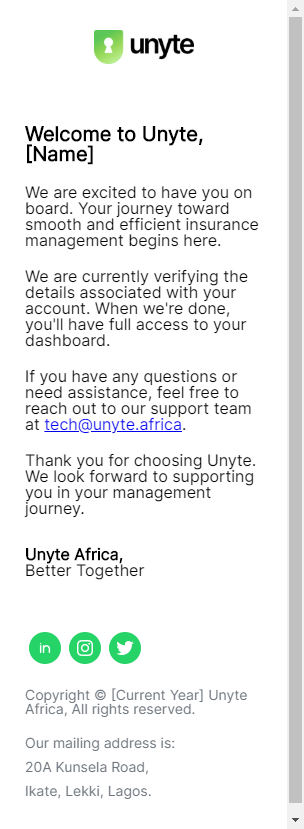 unyte
Welcome to Unyte,
[Name]
We are excited to have you on
board. Your journey toward
smooth and efficient insurance
management begins here.
We are currently verifying the
details associated with your
account. When we're done,
you'll have full access to your
dashboard.
If you have any questions or
need assistance, feel free to
reach out to our support team
at tech@unyte.africa.
Thank you for choosing Unyte.
We look forward to supporting
you in your management
journey.
Unyte Africa,
Better Together
in
Copyright © [Current Year] Unyte
Africa, All rights reserved.
Our mailing address is:
20A Kunsela Road,
Ikate, Lekki, Lagos.